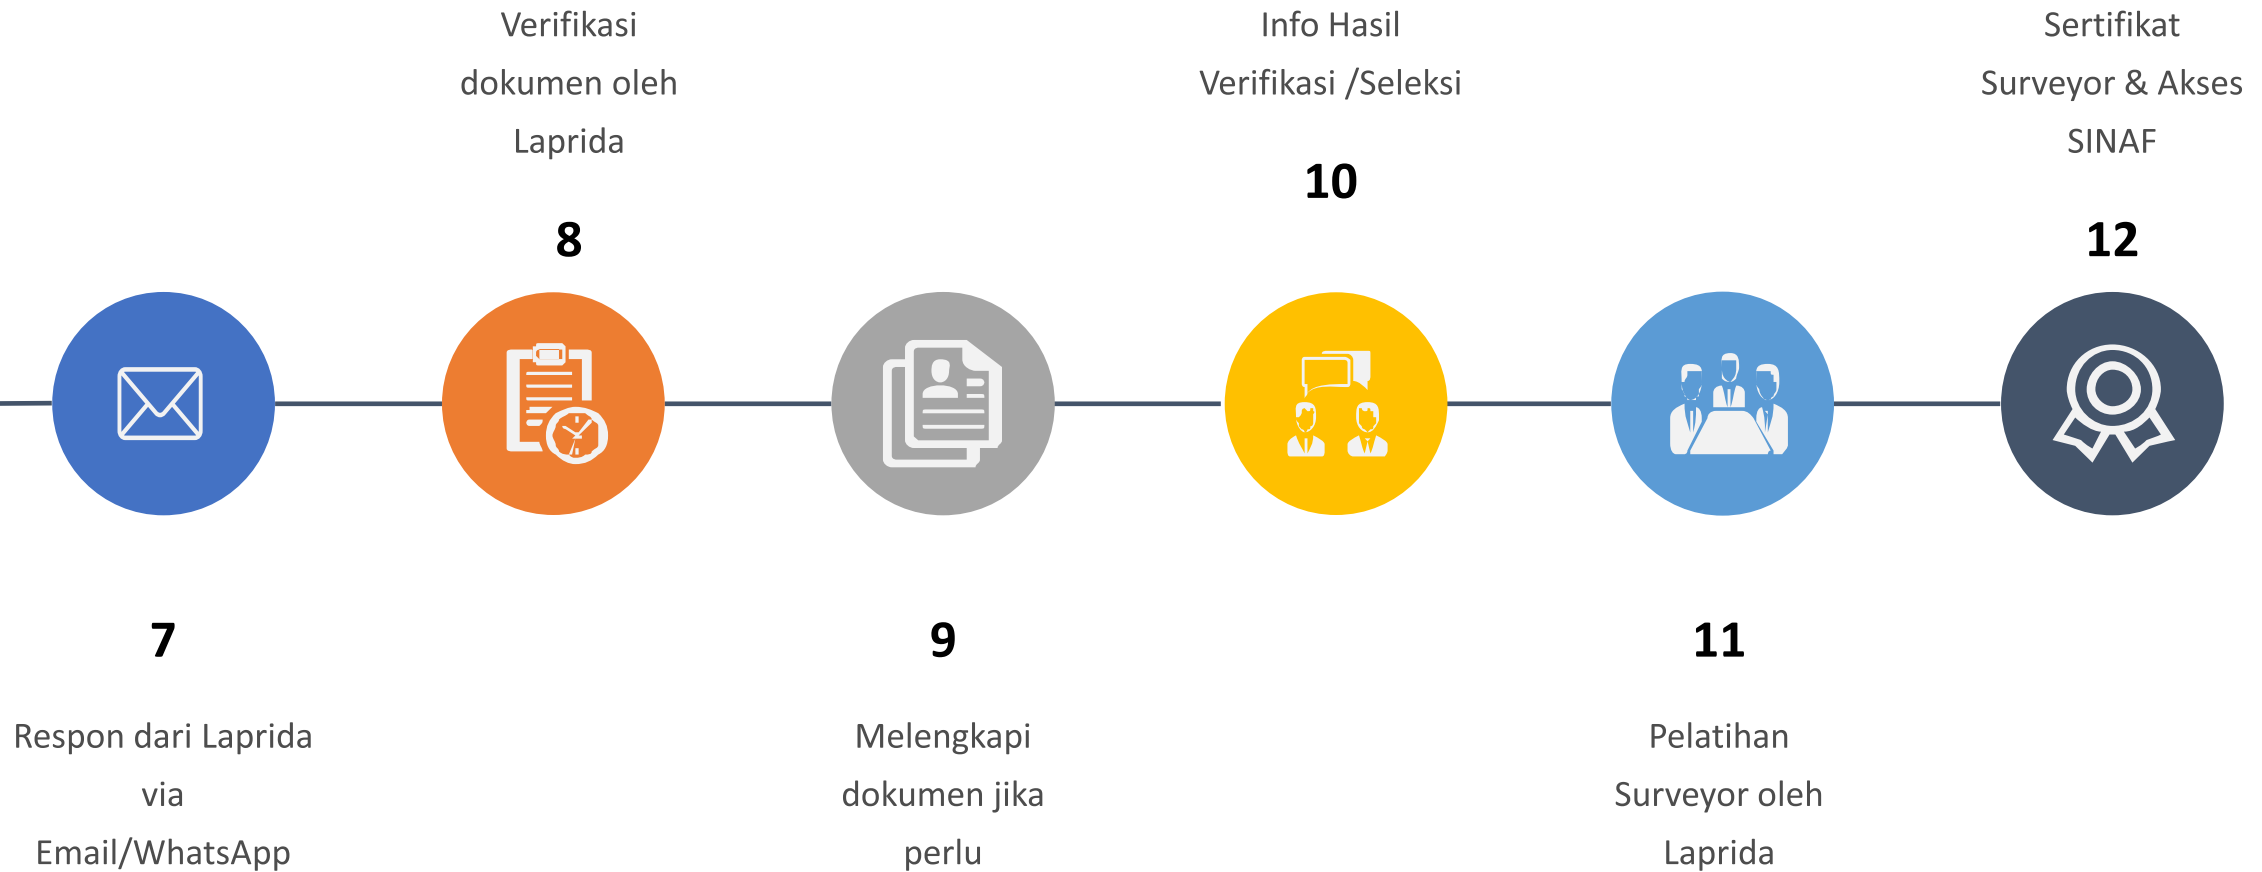 Respon dari Laprida
via
Email/WhatsApp
7
Verifikasi
dokumen oleh
Laprida
8
9
Melengkapi
dokumen jika
perlu
Info Hasil
Verifikasi /Seleksi
10
11
Pelatihan
Surveyor oleh
Laprida
Sertifikat
Surveyor & Akses
SINAF
12